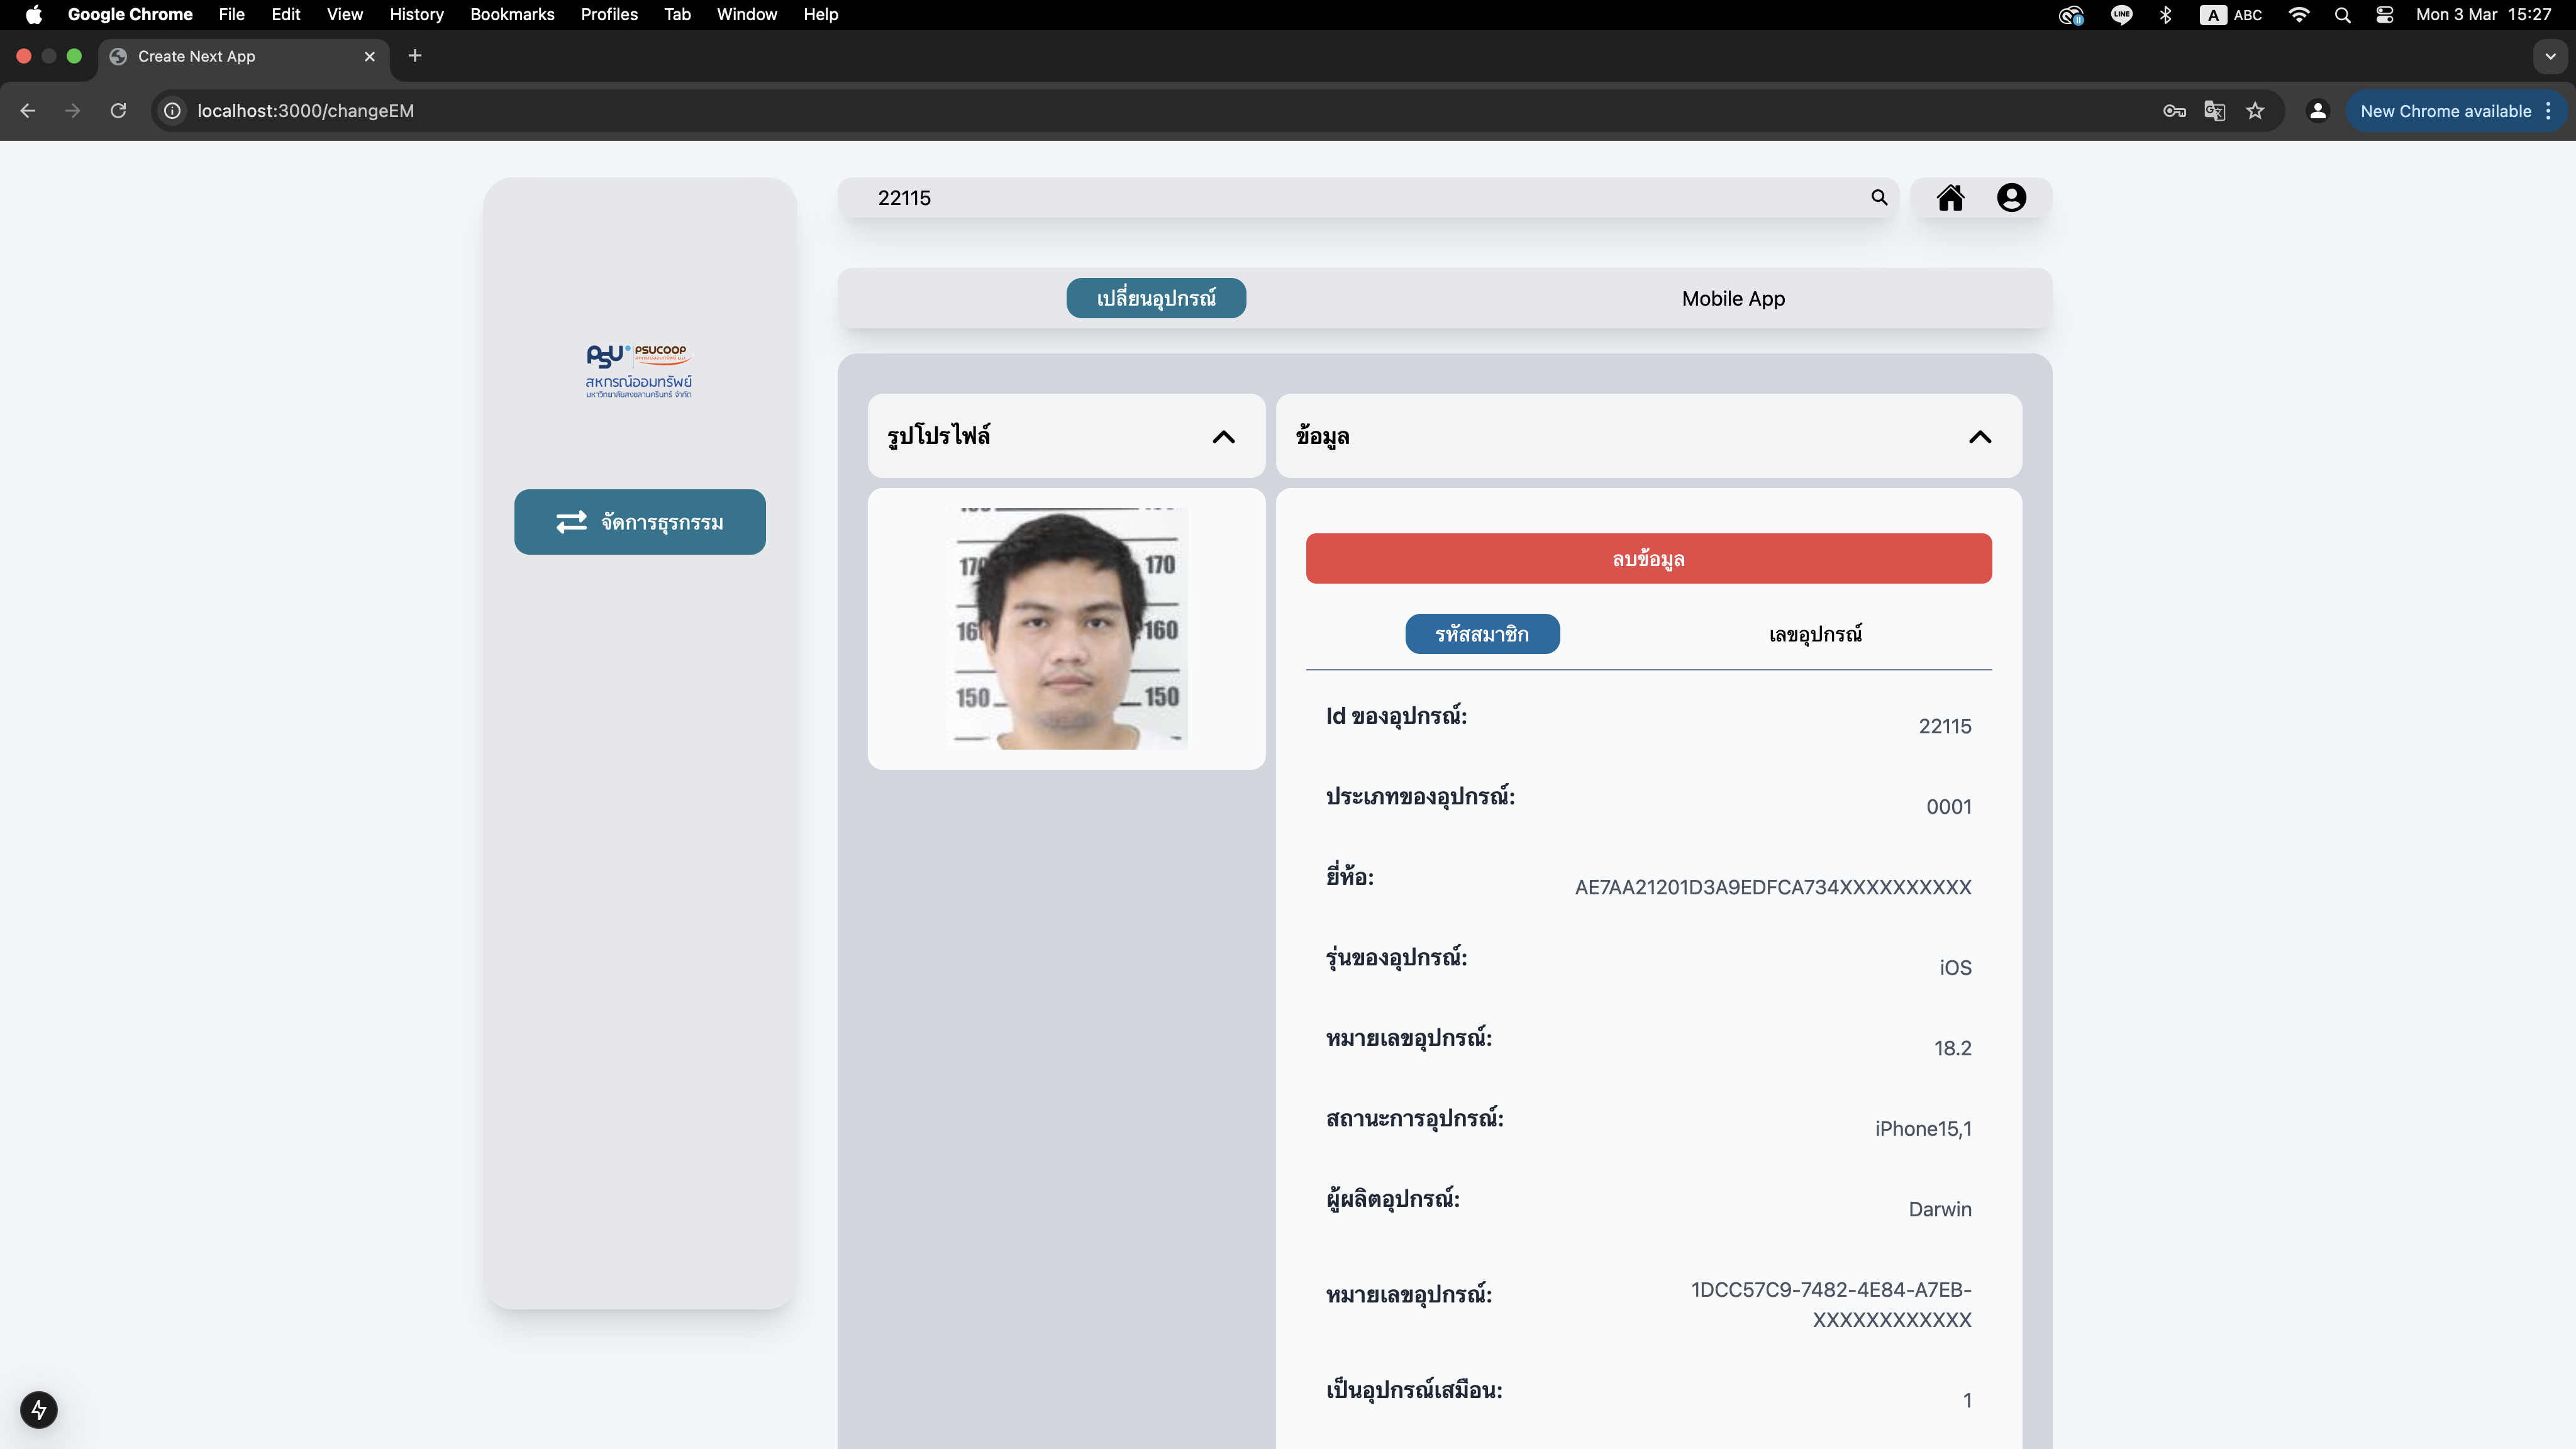 Google Chrome File Edit View History Bookmarks Profiles Tab Window Help LINE A ABC Mon 3 Mar 15:27
Create Next App
localhost:3000/changeEM New Chrome available
22115
เปลี่ยนอุปกรณ์ Mobile App
PSU PSUCOOP
สหกรณ์ออมทรัพย์
มหาวิทยาลัยสงขลานครินทร์ จำกัด
จัดการธุรกรรม
รูปโปรไฟล์
170 170
160 160
150 150
ข้อมูล
ลบข้อมูล
รหัสสมาชิก เลขอุปกรณ์
Id ของอุปกรณ์: 22115
ประเภทของอุปกรณ์: 0001
ยี่ห้อ: AE7AA21201D3A9EDFCA734XXXXXXXXXX
รุ่นของอุปกรณ์: iOS
หมายเลขอุปกรณ์: 18.2
สถานะการอุปกรณ์: iPhone15,1
ผู้ผลิตอุปกรณ์: Darwin
หมายเลขอุปกรณ์: 1DCC57C9-7482-4E84-A7EB-
XXXXXXXXXXXX
เป็นอุปกรณ์เสมือน: 1